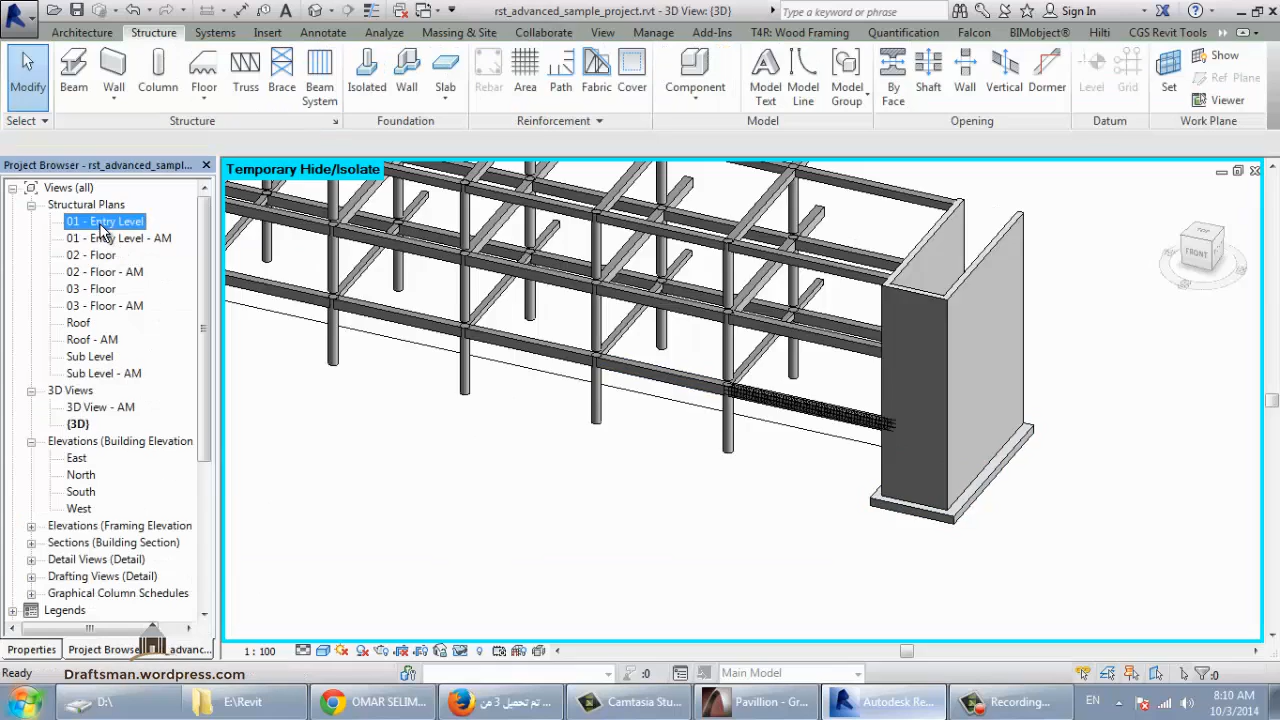 rst_advanced_sample_project.rvt - 3D View: {3D}
Type a keyword or phrase
Sign In
Architecture Structure Systems Insert Annotate Analyze Massing & Site Collaborate View Manage Add-Ins T4R: Wood Framing Quantification Falcon BIMobject® Hilti CGS Revit Tools
Modify Beam Wall Column Floor Truss Brace Beam System Isolated Wall Slab Rebar Area Path Fabric Cover Component Model Text Model Line Model Group By Face Shaft Wall Vertical Dormer Level Grid Set Show
Ref Plane
Viewer
Select Structure Foundation Reinforcement Model Opening Datum Work Plane
Project Browser - rst_advanced_sampl...
Temporary Hide/Isolate
Views (all)
Structural Plans
01 - Entry Level
01 - Entry Level - AM
02 - Floor
02 - Floor - AM
03 - Floor
03 - Floor - AM
Roof
Roof - AM
Sub Level
Sub Level - AM
3D Views
3D View - AM
{3D}
Elevations (Building Elevation
East
North
South
West
Elevations (Framing Elevation
Sections (Building Section)
Detail Views (Detail)
Drafting Views (Detail)
Graphical Column Schedules
Legends
TOP
FRONT
Properties
1 : 100
Ready
Draftsman.wordpress.com
:0
Main Model
:0
D:\
E:\Revit
OMAR SELIM...
تم تحميل 3 من ...
Camtasia Stu...
Pavillion - Gr...
Autodesk Re...
Recording...
EN
8:10 AM
10/3/2014